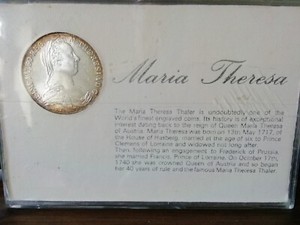 Maria Theresa
The Maria Theresa Thaler is undoubtedly one of the
World's finest engraved coins. Its history is of exceptional
interest dating back to the reign of Queen Maria Theresa
of Austria. Maria Theresa was born on 13th May 1717, of
the House of Hasberg, married at the age of six to Prince
Clemens of Lorraine and widowed not long after.
Then, following an engagement to Frederick of Prussia
she married Francis, Prince of Lorraine. On October 17th,
1740 she was crowned Queen of Austria and so began
her 40 years of rule and the famous Maria Theresa Thaler.